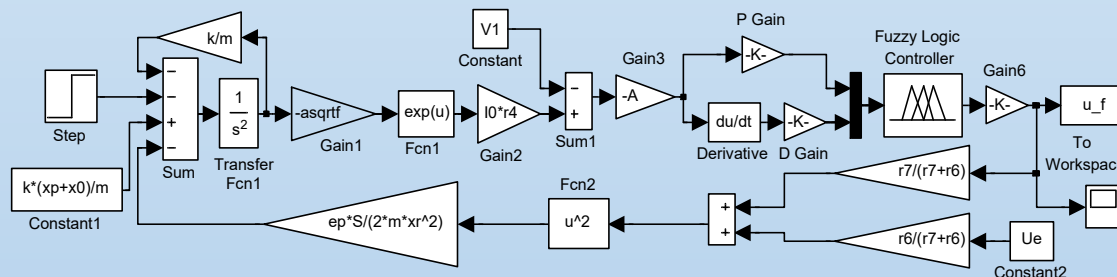 k/m
−
−
+
−
Step
k*(xp+x0)/m
Constant1
Sum
1
s²
Transfer
Fcn1
-asqrtf
Gain1
exp(u)
Fcn1
l0*r4
Gain2
V1
Constant
−
+
Sum1
-A
Gain3
P Gain
-K-
du/dt
Derivative
-K-
D Gain
Fuzzy Logic
Controller
-K-
Gain6
u_f
To
Workspac
r7/(r7+r6)
r6/(r7+r6)
Ue
Constant2
+
+
Fcn2
u^2
ep*S/(2*m*xr^2)